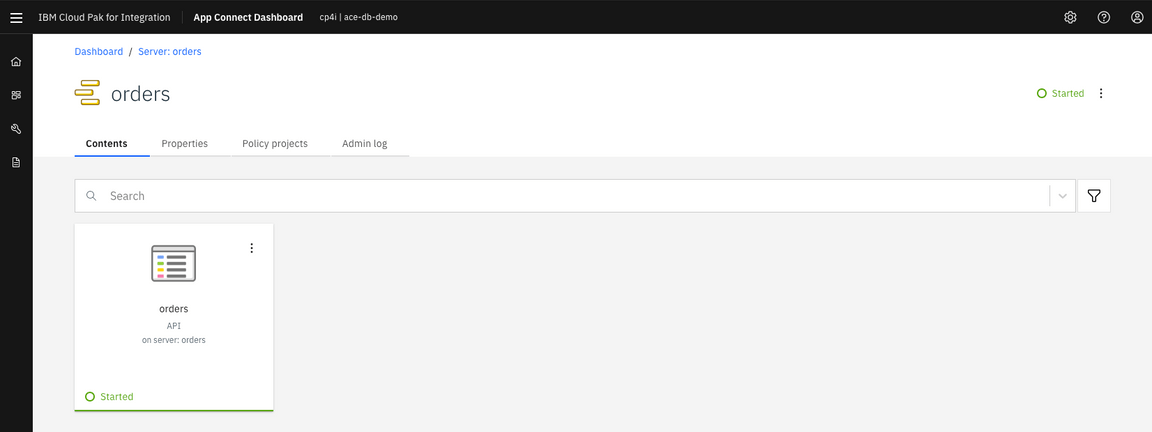 IBM Cloud Pak for Integration App Connect Dashboard cp4i | ace-db-demo
Dashboard / Server: orders
orders
Started
Contents Properties Policy projects Admin log
Search
orders
API
on server: orders
Started